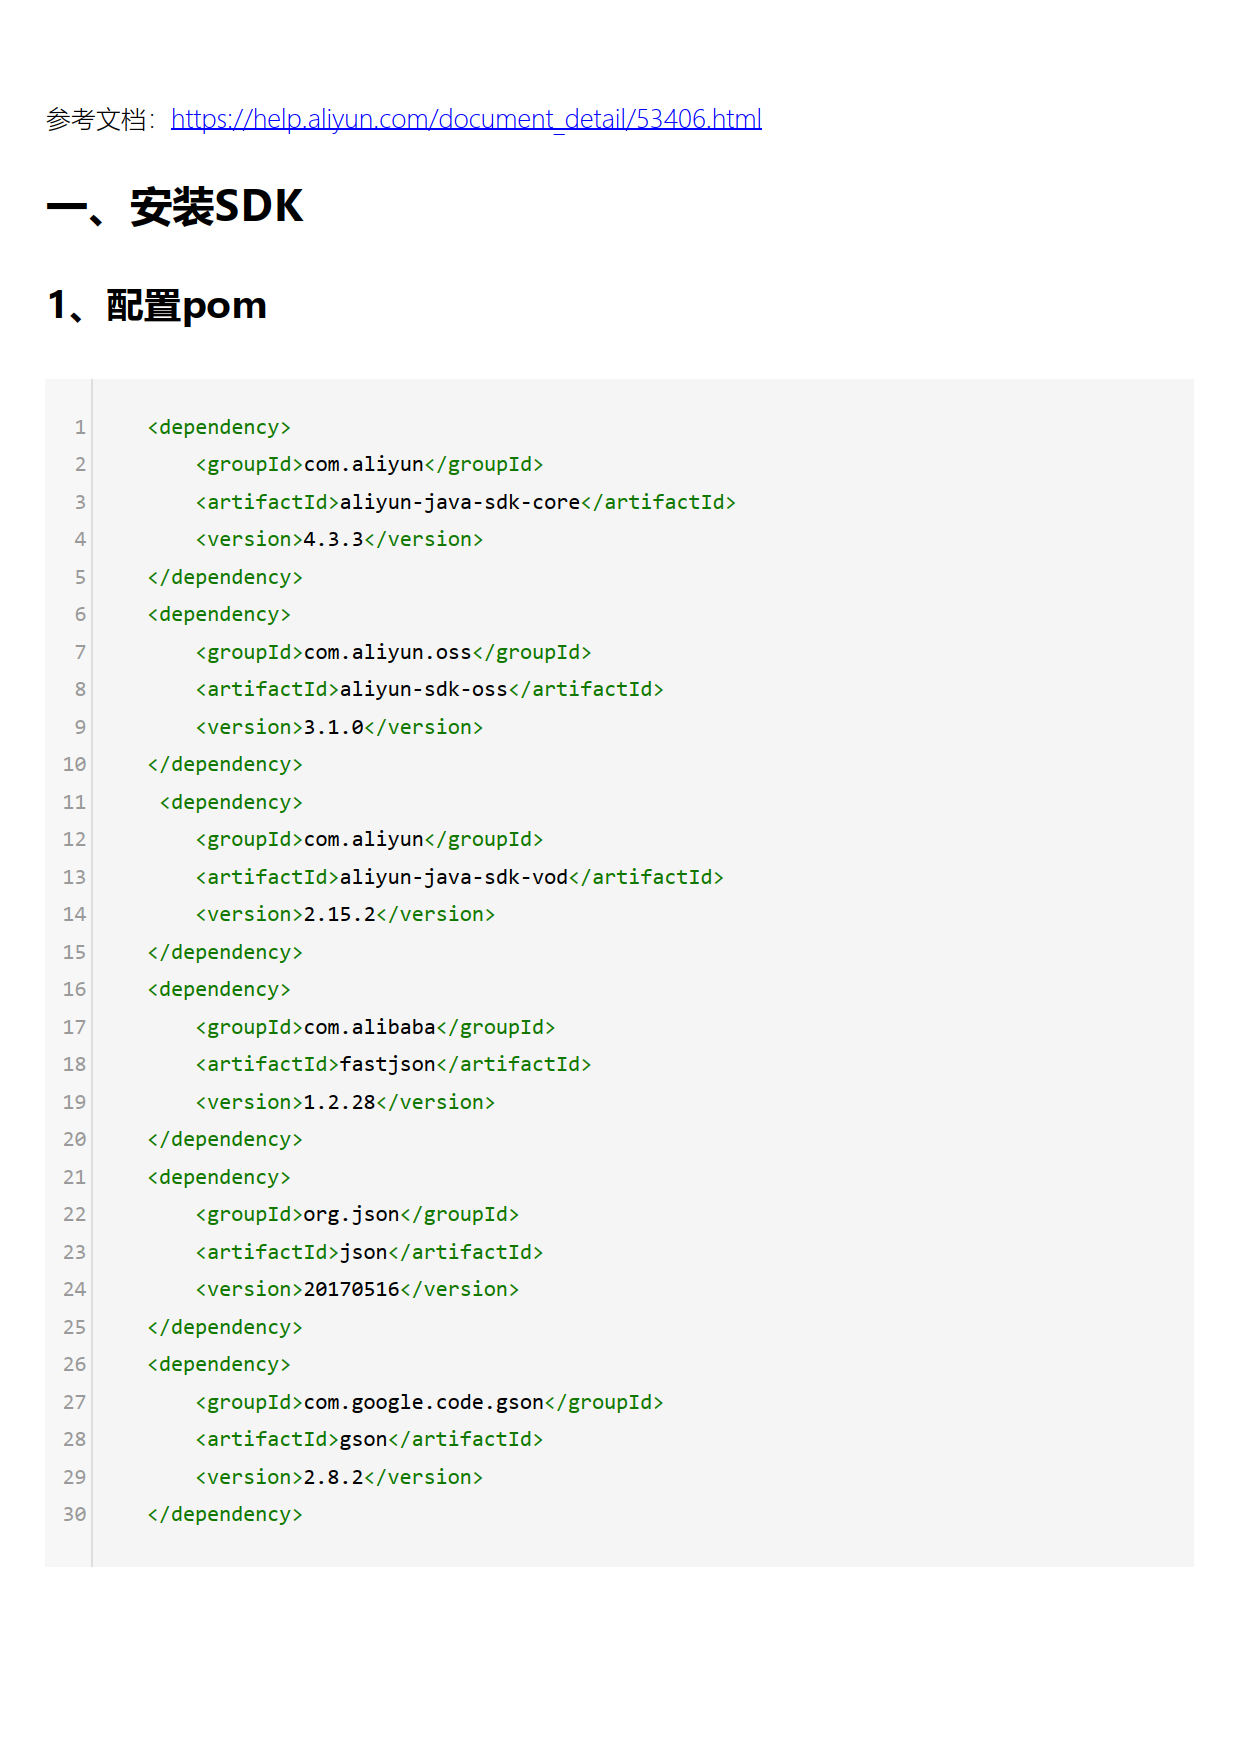 参考文档：https://help.aliyun.com/document_detail/53406.html
一、安装SDK
1、配置pom
1 <dependency>
2 <groupId>com.aliyun</groupId>
3 <artifactId>aliyun-java-sdk-core</artifactId>
4 <version>4.3.3</version>
5 </dependency>
6 <dependency>
7 <groupId>com.aliyun.oss</groupId>
8 <artifactId>aliyun-sdk-oss</artifactId>
9 <version>3.1.0</version>
10 </dependency>
11 <dependency>
12 <groupId>com.aliyun</groupId>
13 <artifactId>aliyun-java-sdk-vod</artifactId>
14 <version>2.15.2</version>
15 </dependency>
16 <dependency>
17 <groupId>com.alibaba</groupId>
18 <artifactId>fastjson</artifactId>
19 <version>1.2.28</version>
20 </dependency>
21 <dependency>
22 <groupId>org.json</groupId>
23 <artifactId>json</artifactId>
24 <version>20170516</version>
25 </dependency>
26 <dependency>
27 <groupId>com.google.code.gson</groupId>
28 <artifactId>gson</artifactId>
29 <version>2.8.2</version>
30 </dependency>